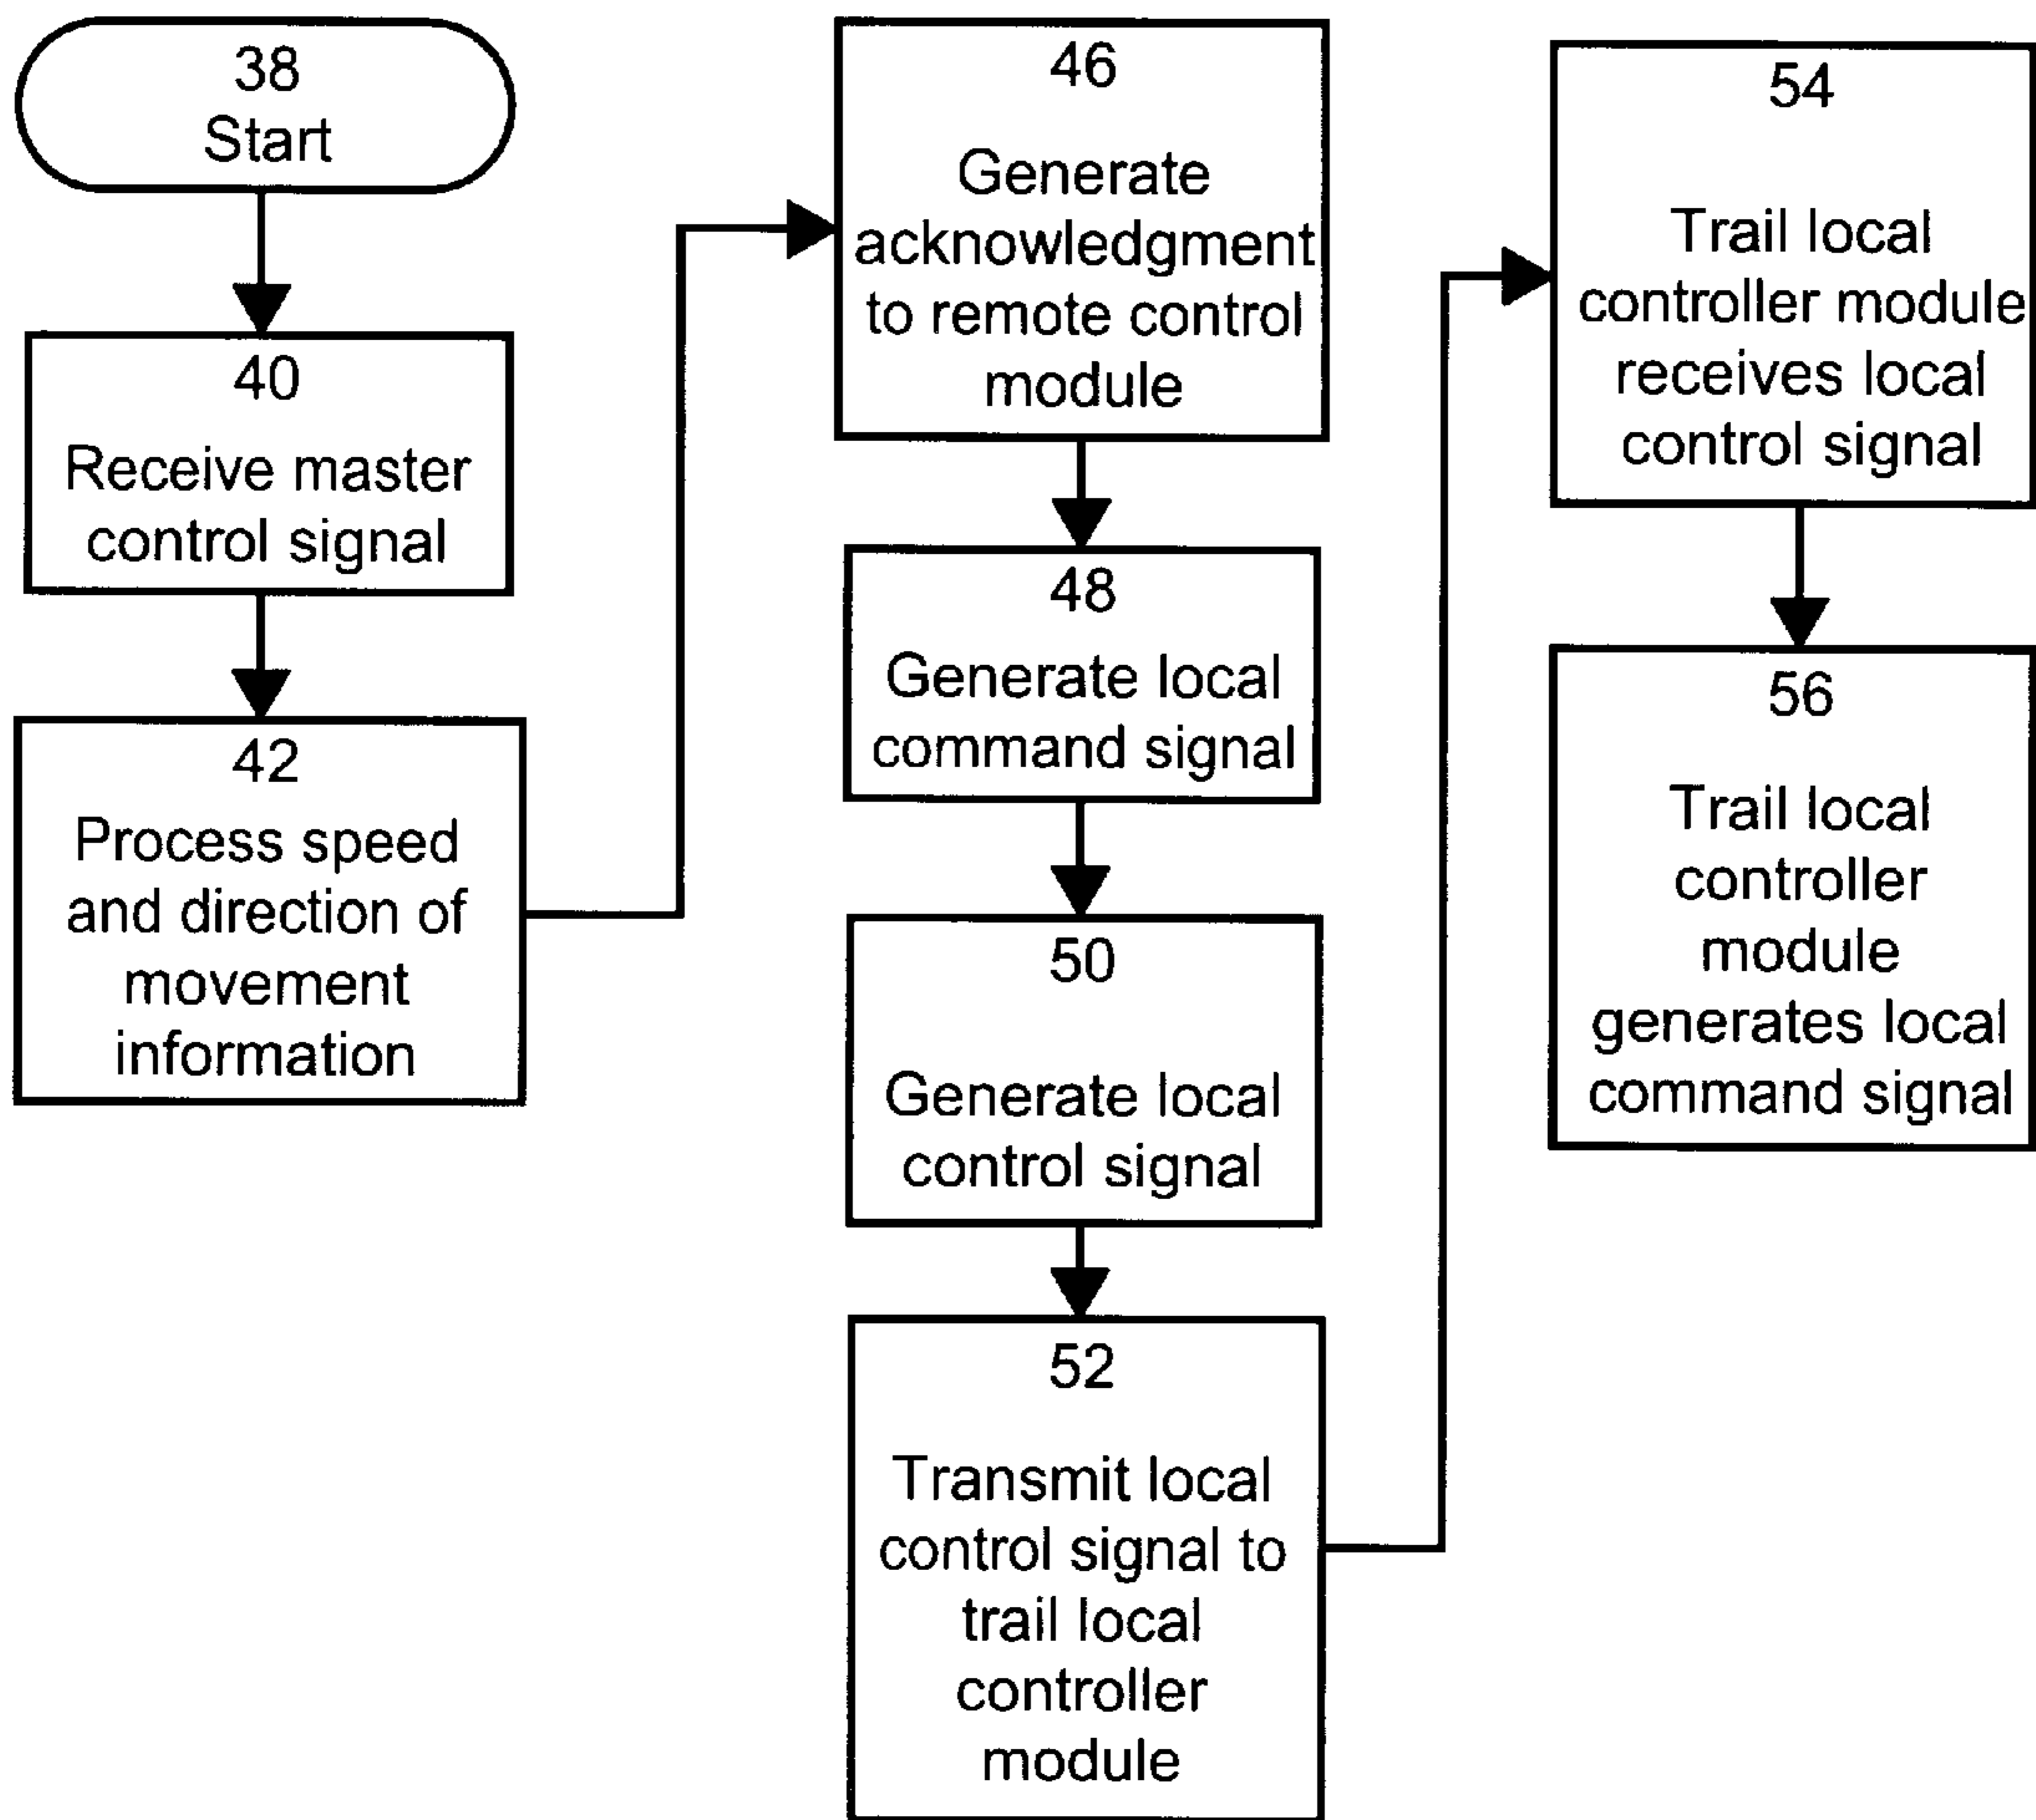 38
Start
40
Receive master
control signal
42
Process speed
and direction of
movement
information
46
Generate
acknowledgment
to remote control
module
48
Generate local
command signal
50
Generate local
control signal
52
Transmit local
control signal to
trail local
controller
module
54
Trail local
controller module
receives local
control signal
56
Trail local
controller
module
generates local
command signal